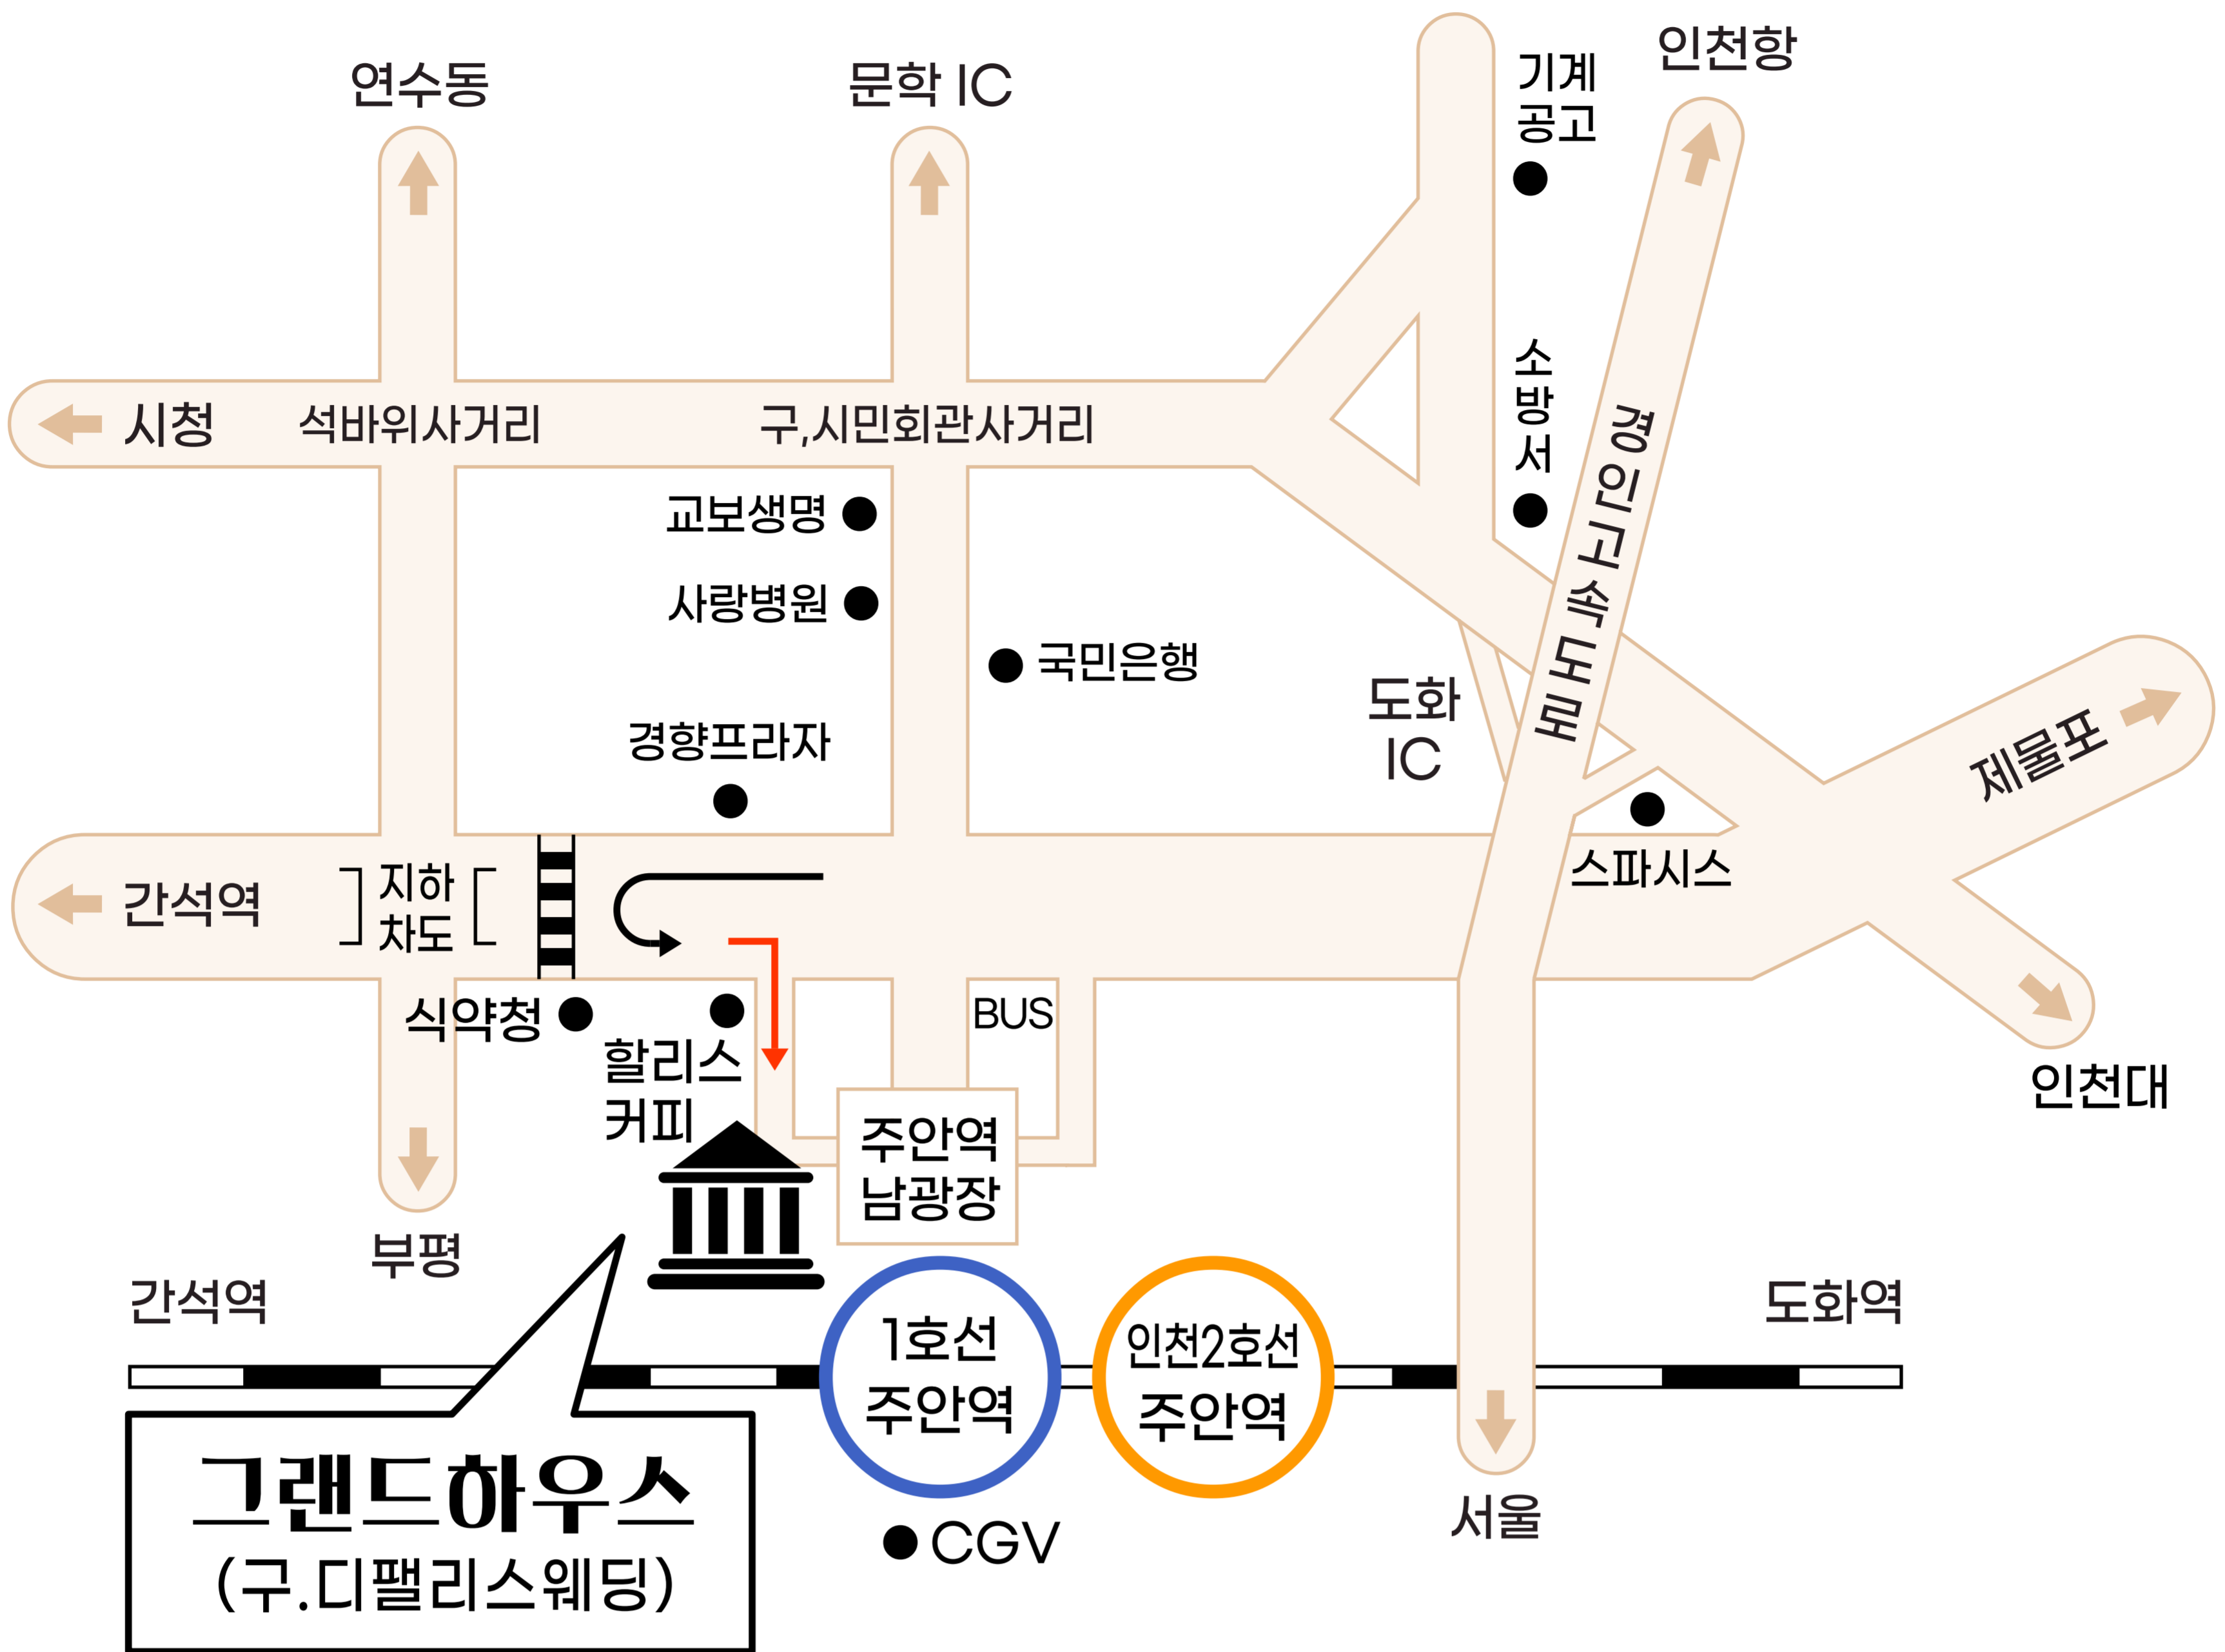 연수동
문학 IC
기계
공고
인천항
시청
석바위사거리
구,시민회관사거리
소
방
서
경인고속도로
교보생명
사랑병원
국민은행
경향프라자
도화
IC
제물포
스파시스
간석역
지하
차도
식약청
할리스
커피
BUS
인천대
주안역
남광장
부평
간석역
도화역
1호선
주안역
인천2호선
주안역
그랜드하우스
(구.디팰리스웨딩)
CGV
서울